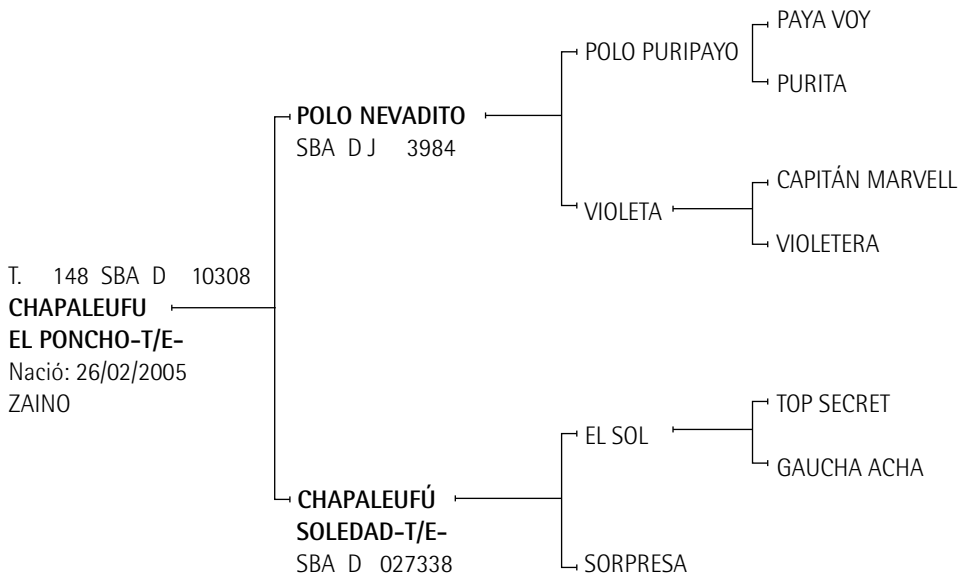 PAYA VOY
POLO PURIPAYO
PURITA
POLO NEVADITO
SBA D J 3984
CAPITÁN MARVELL
VIOLETA
VIOLETERA
T. 148 SBA D 10308
CHAPALEUFU
EL PONCHO-T/E-
Nació: 26/02/2005
ZAINO
TOP SECRET
EL SOL
GAUCHA ACHA
CHAPALEUFÚ
SOLEDAD-T/E-
SBA D 027338
SORPRESA